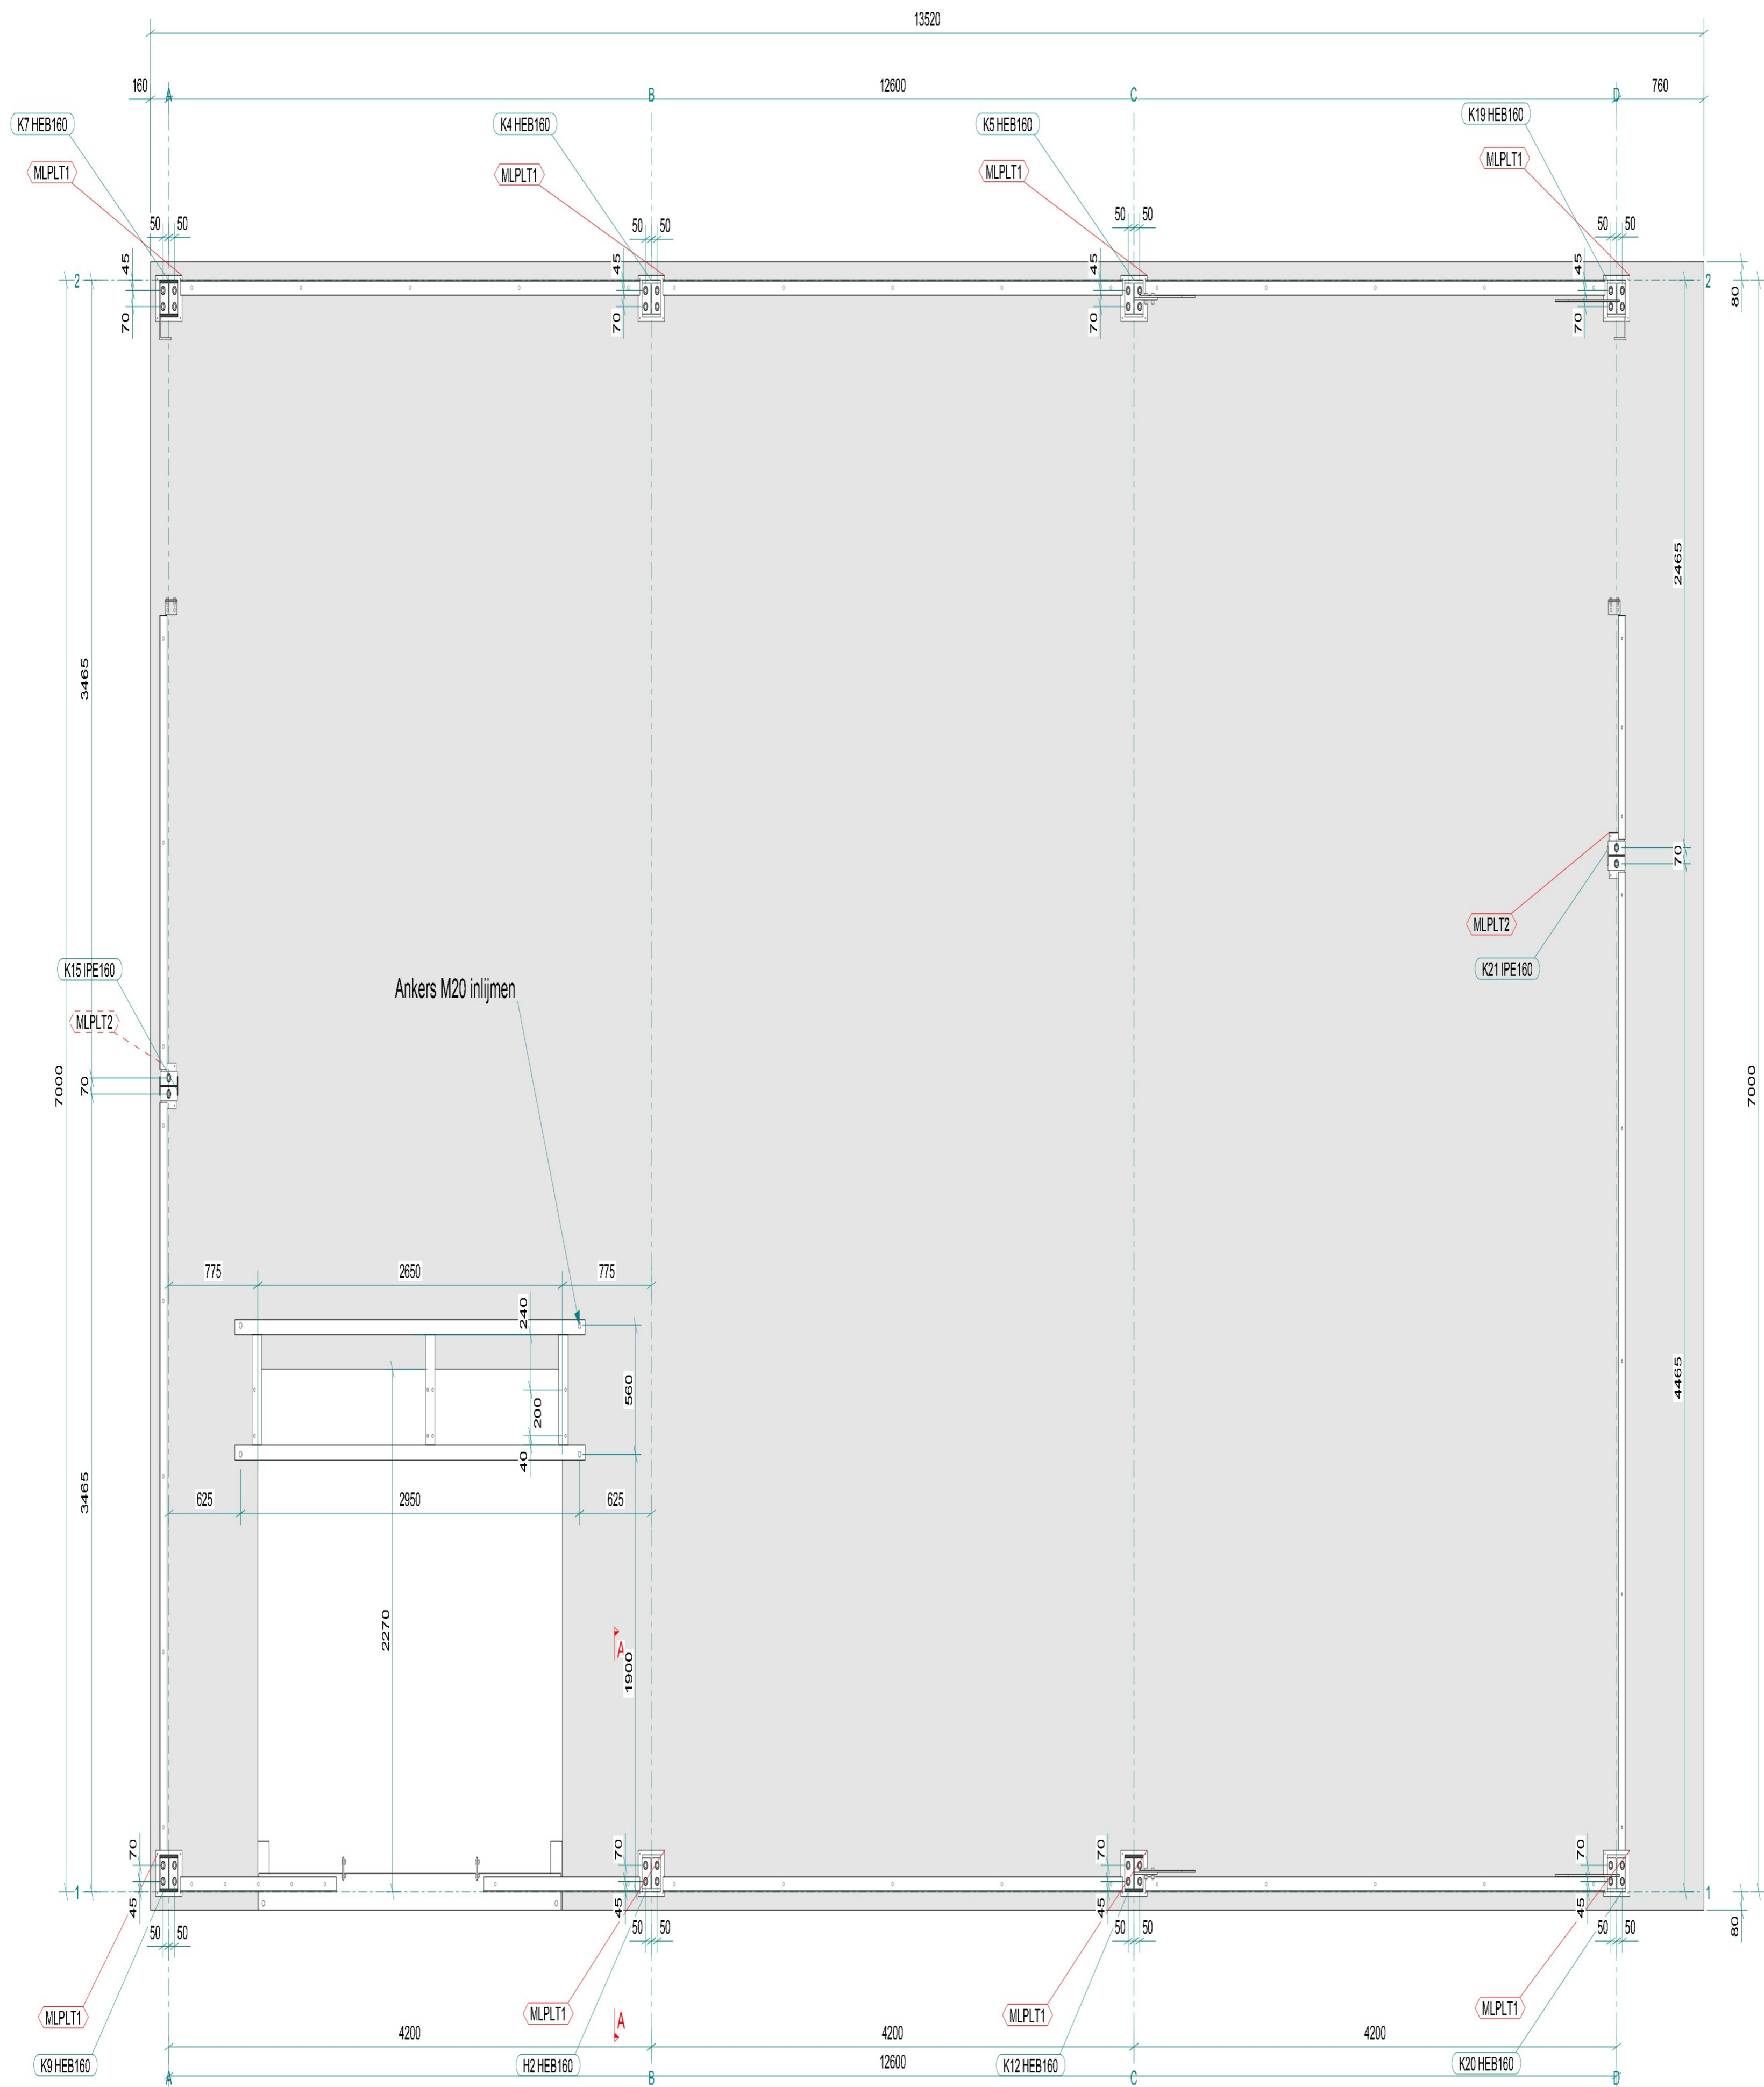 13520
160
A
B
12600
C
D
760
K7 HEB160
K4 HEB160
K5 HEB160
K19 HEB160
MLPLT1
MLPLT1
MLPLT1
MLPLT1
50 50
50 50
50 50
50 50
45
45
45
45
2
2
80
70
70
70
70
2465
3465
70
MLPLT2
K21 IPE160
K15 IPE160
MLPLT2
Ankers M20 inlijmen
7000
70
7000
775
2650
775
240
560
200
40
4465
3465
625
2950
625
2270
A
1900
70
70
70
70
1
1
45
45
45
45
80
50 50
50 50
50 50
50 50
MLPLT1
MLPLT1
MLPLT1
MLPLT1
A
4200
4200
4200
K9 HEB160
H2 HEB160
12600
K12 HEB160
K20 HEB160
A
B
C
D